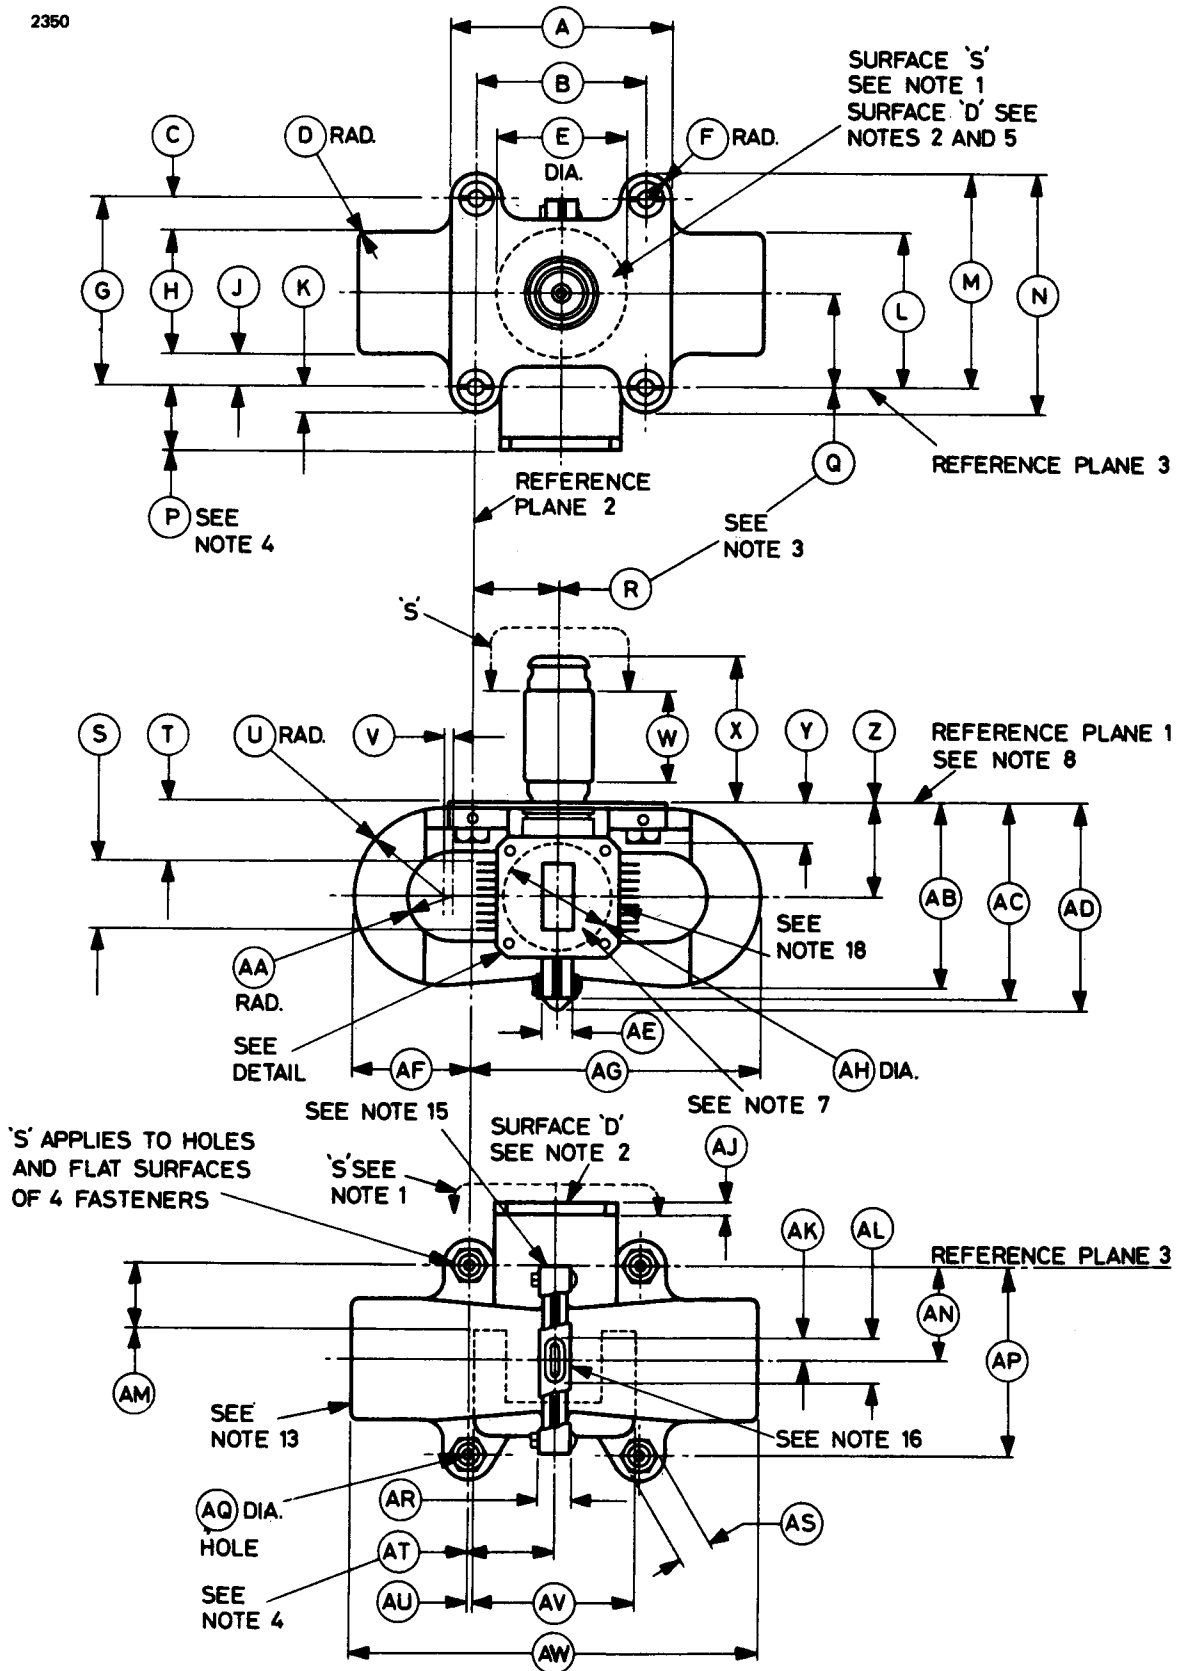 2350
A
B
C
D RAD.
E
DIA.
F RAD.
SURFACE 'S'
SEE NOTE 1
SURFACE 'D' SEE
NOTES 2 AND 5
G
H
J
K
L
M
N
P SEE
NOTE 4
REFERENCE
PLANE 2
Q
SEE
NOTE 3
REFERENCE PLANE 3
R
'S'
S
T
U RAD.
V
W
X
Y
Z
REFERENCE PLANE 1
SEE NOTE 8
AA
RAD.
AB
AC
AD
SEE
NOTE 18
SEE
DETAIL
AE
AF
AG
AH DIA.
SEE NOTE 7
SEE NOTE 15
SURFACE 'D'
SEE NOTE 2
AJ
'S' APPLIES TO HOLES
AND FLAT SURFACES
OF 4 FASTENERS
'S' SEE
NOTE 1
AK
AL
REFERENCE PLANE 3
AM
AN
AP
SEE
NOTE 13
SEE NOTE 16
AQ DIA.
HOLE
AR
AS
AT
SEE
NOTE 4
AU
AV
AW